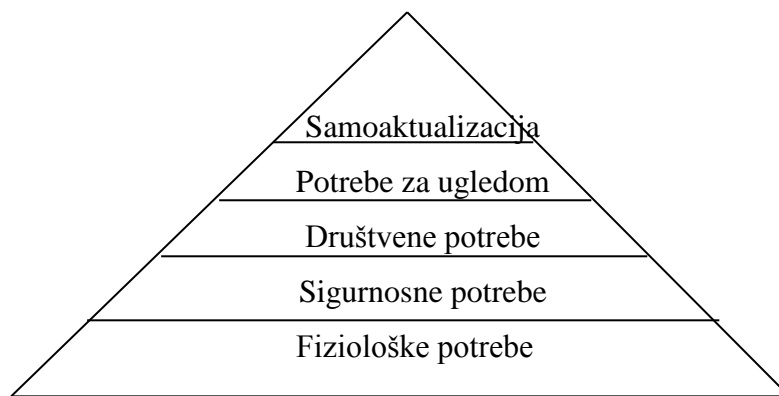 Samoaktualizacija
Potrebe za ugledom
Društvene potrebe
Sigurnosne potrebe
Fiziološke potrebe